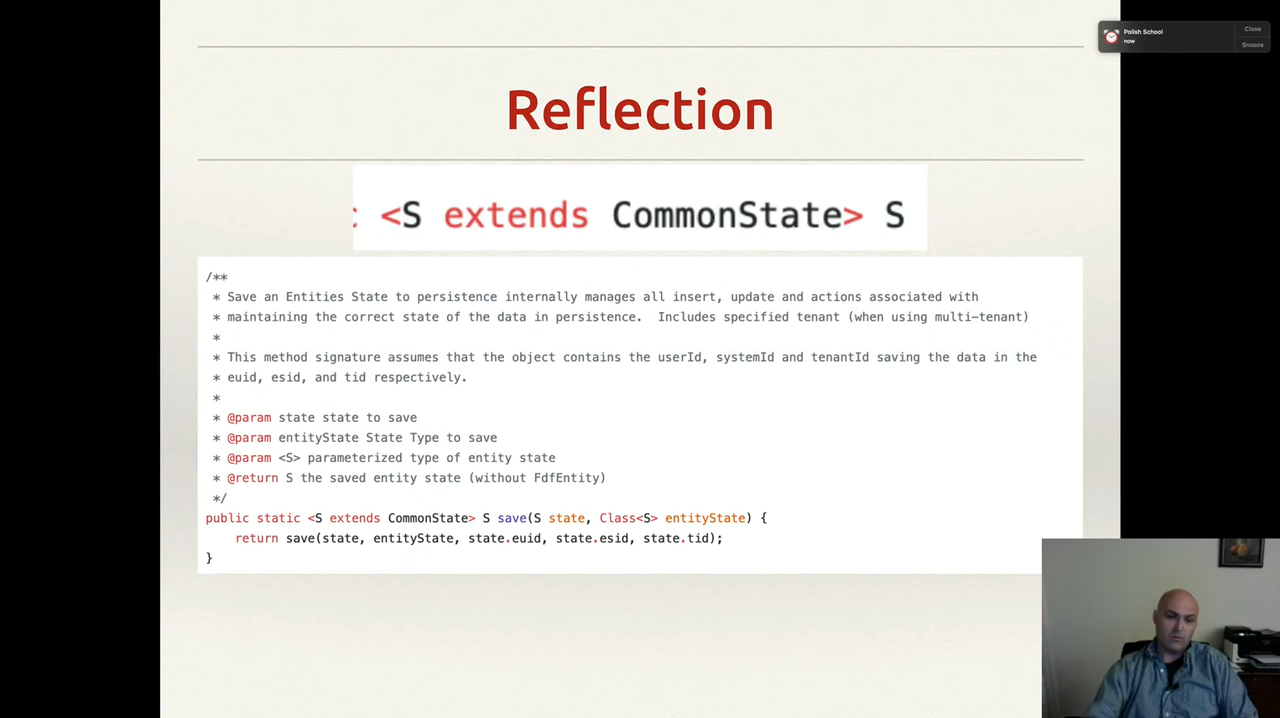 Polish School
now
Close
Snooze
Reflection
<S extends CommonState> S
/**
* Save an Entities State to persistence internally manages all insert, update and actions associated with
* maintaining the correct state of the data in persistence.  Includes specified tenant (when using multi-tenant)
*
* This method signature assumes that the object contains the userId, systemId and tenantId saving the data in the
* euid, esid, and tid respectively.
*
* @param state state to save
* @param entityState State Type to save
* @param <S> parameterized type of entity state
* @return S the saved entity state (without FdfEntity)
*/
public static <S extends CommonState> S save(S state, Class<S> entityState) {
return save(state, entityState, state.euid, state.esid, state.tid);
}